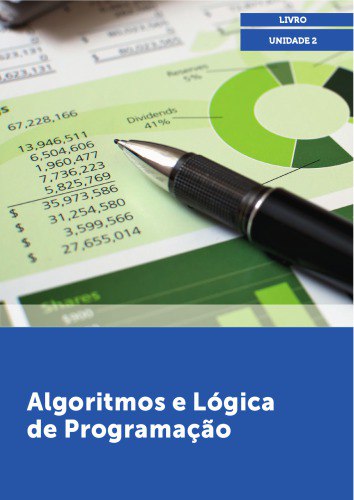 LIVRO
UNIDADE 2
Reserves
5%
Dividends
41%
67,228,166
13,946,511
6,504,606
1,960,477
7,736,223
5,825,769
$ 35,973,586
$ 31,254,580
$ 3,599,566
$ 27,655,014
Shares
$900
Algoritmos e Lógica
de Programação